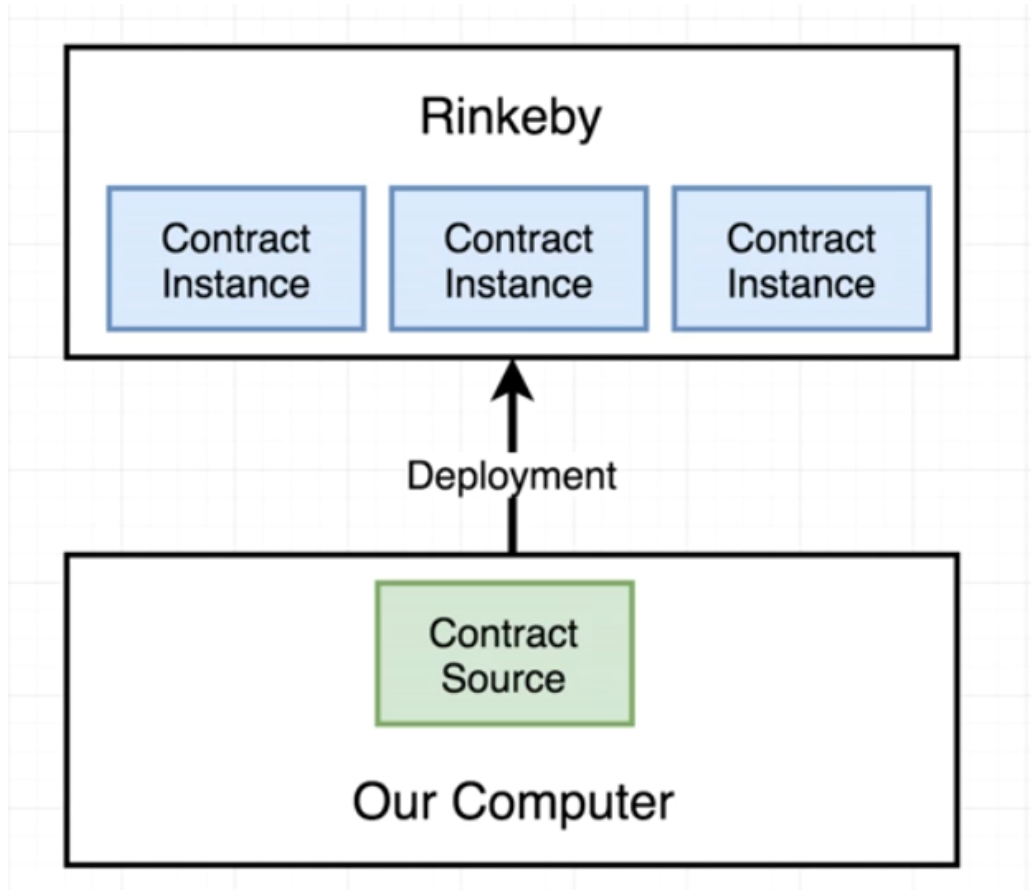 Rinkeby
Contract
Instance
Contract
Instance
Contract
Instance
Deployment
Contract
Source
Our Computer